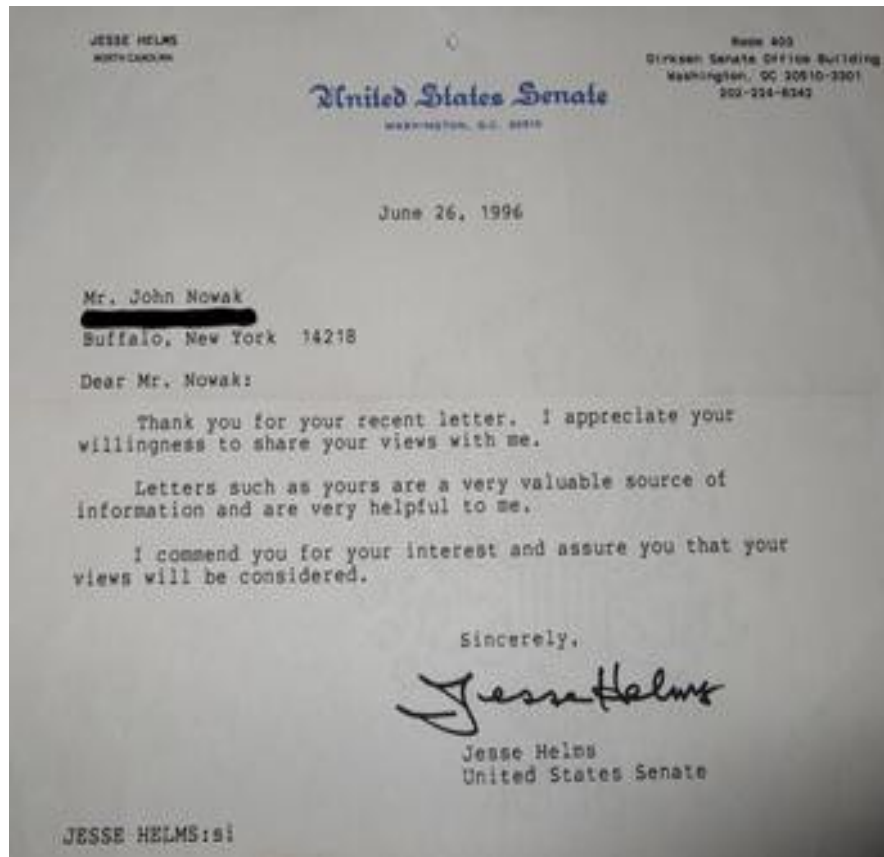 JESSE HELMS
NORTH CAROLINA
Room 403
Dirksen Senate Office Building
Washington, DC 20510-3301
202-224-6342
United States Senate
WASHINGTON, D.C. 20510
June 26, 1996
Mr. John Nowak
Buffalo, New York 14218
Dear Mr. Nowak:
Thank you for your recent letter. I appreciate your
willingness to share your views with me.
Letters such as yours are a very valuable source of
information and are very helpful to me.
I commend you for your interest and assure you that your
views will be considered.
Sincerely,
Jesse Helms
Jesse Helms
United States Senate
JESSE HELMS:si